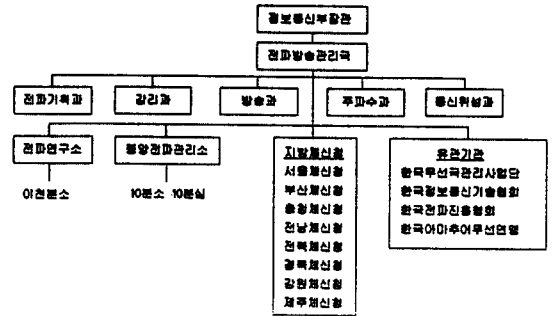 정보통신부장관
전파방송관리국
전파기획과 감리과 방송과 주파수과 통신위성과
전파연구소 중앙전파관리소
이천분소 10분소 10분실
지방체신청
서울체신청
부산체신청
충청체신청
전남체신청
전북체신청
경북체신청
강원체신청
제주체신청
유관기관
한국무선국관리사업단
한국정보통신기술협회
한국전파진흥협회
한국아마추어무선연맹